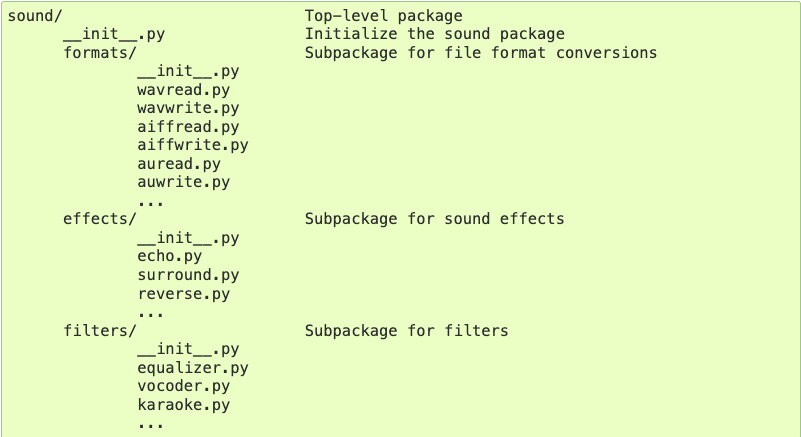 sound/                          Top-level package
      __init__.py               Initialize the sound package
      formats/                  Subpackage for file format conversions
              __init__.py
              wavread.py
              wavwrite.py
              aiffread.py
              aiffwrite.py
              auread.py
              auwrite.py
              ...
      effects/                  Subpackage for sound effects
              __init__.py
              echo.py
              surround.py
              reverse.py
              ...
      filters/                  Subpackage for filters
              __init__.py
              equalizer.py
              vocoder.py
              karaoke.py
              ...